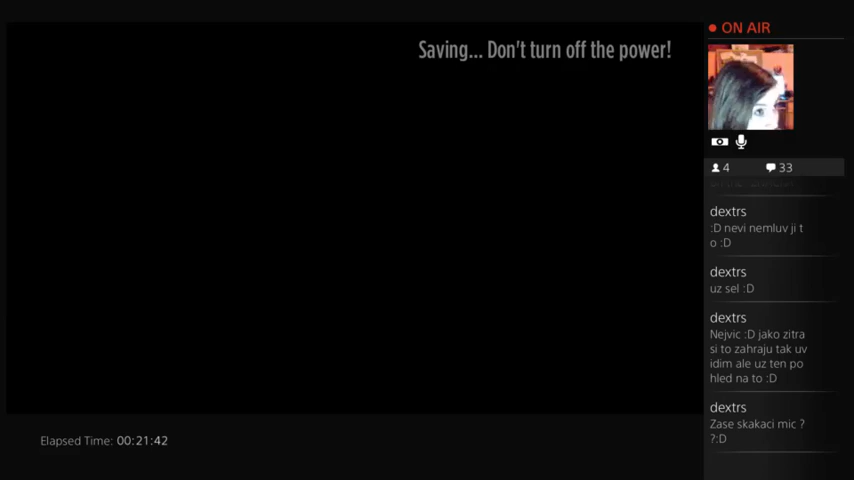 Saving... Don't turn off the power!
ON AIR
4
33
dextrs
:D nevi nemluv ji t
o :D
dextrs
uz sel :D
dextrs
Nejvic :D jako zitra
si to zahraju tak uv
idim ale uz ten po
hled na to :D
dextrs
Zase skakaci mic ?
?:D
Elapsed Time: 00:21:42